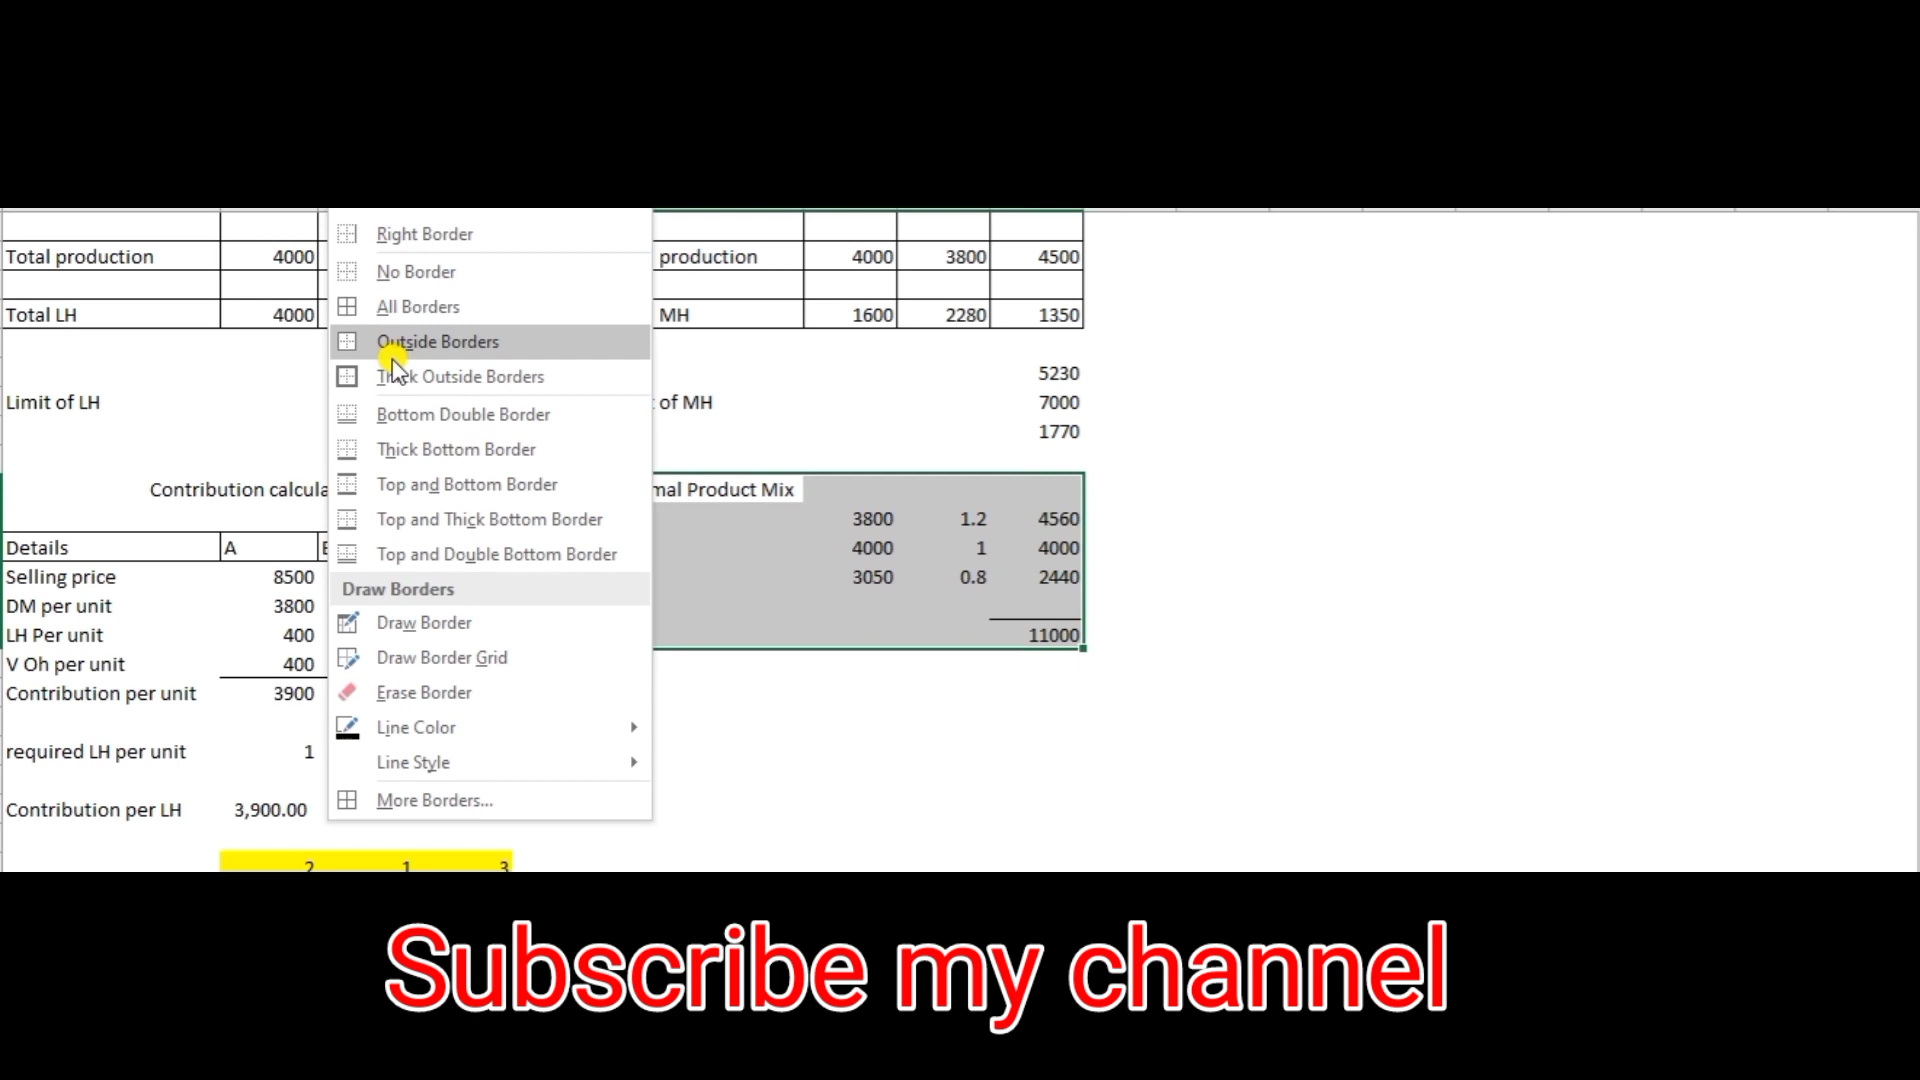 Right Border
Total production 4000 production 4000 3800 4500
No Border
All Borders
Total LH 4000 MH 1600 2280 1350
Outside Borders
5230
Thick Outside Borders
Limit of LH of MH 7000
Bottom Double Border
1770
Thick Bottom Border
Top and Bottom Border
Contribution calcula mal Product Mix
Top and Thick Bottom Border
3800 1.2 4560
Details A Top and Double Bottom Border 4000 1 4000
Selling price 8500 3050 0.8 2440
Draw Borders
DM per unit 3800
Draw Border
LH Per unit 400 11000
Draw Border Grid
V Oh per unit 400
Contribution per unit 3900
Erase Border
Line Color
required LH per unit 1
Line Style
More Borders...
Contribution per LH 3,900.00
2 1 3
Subscribe my channel